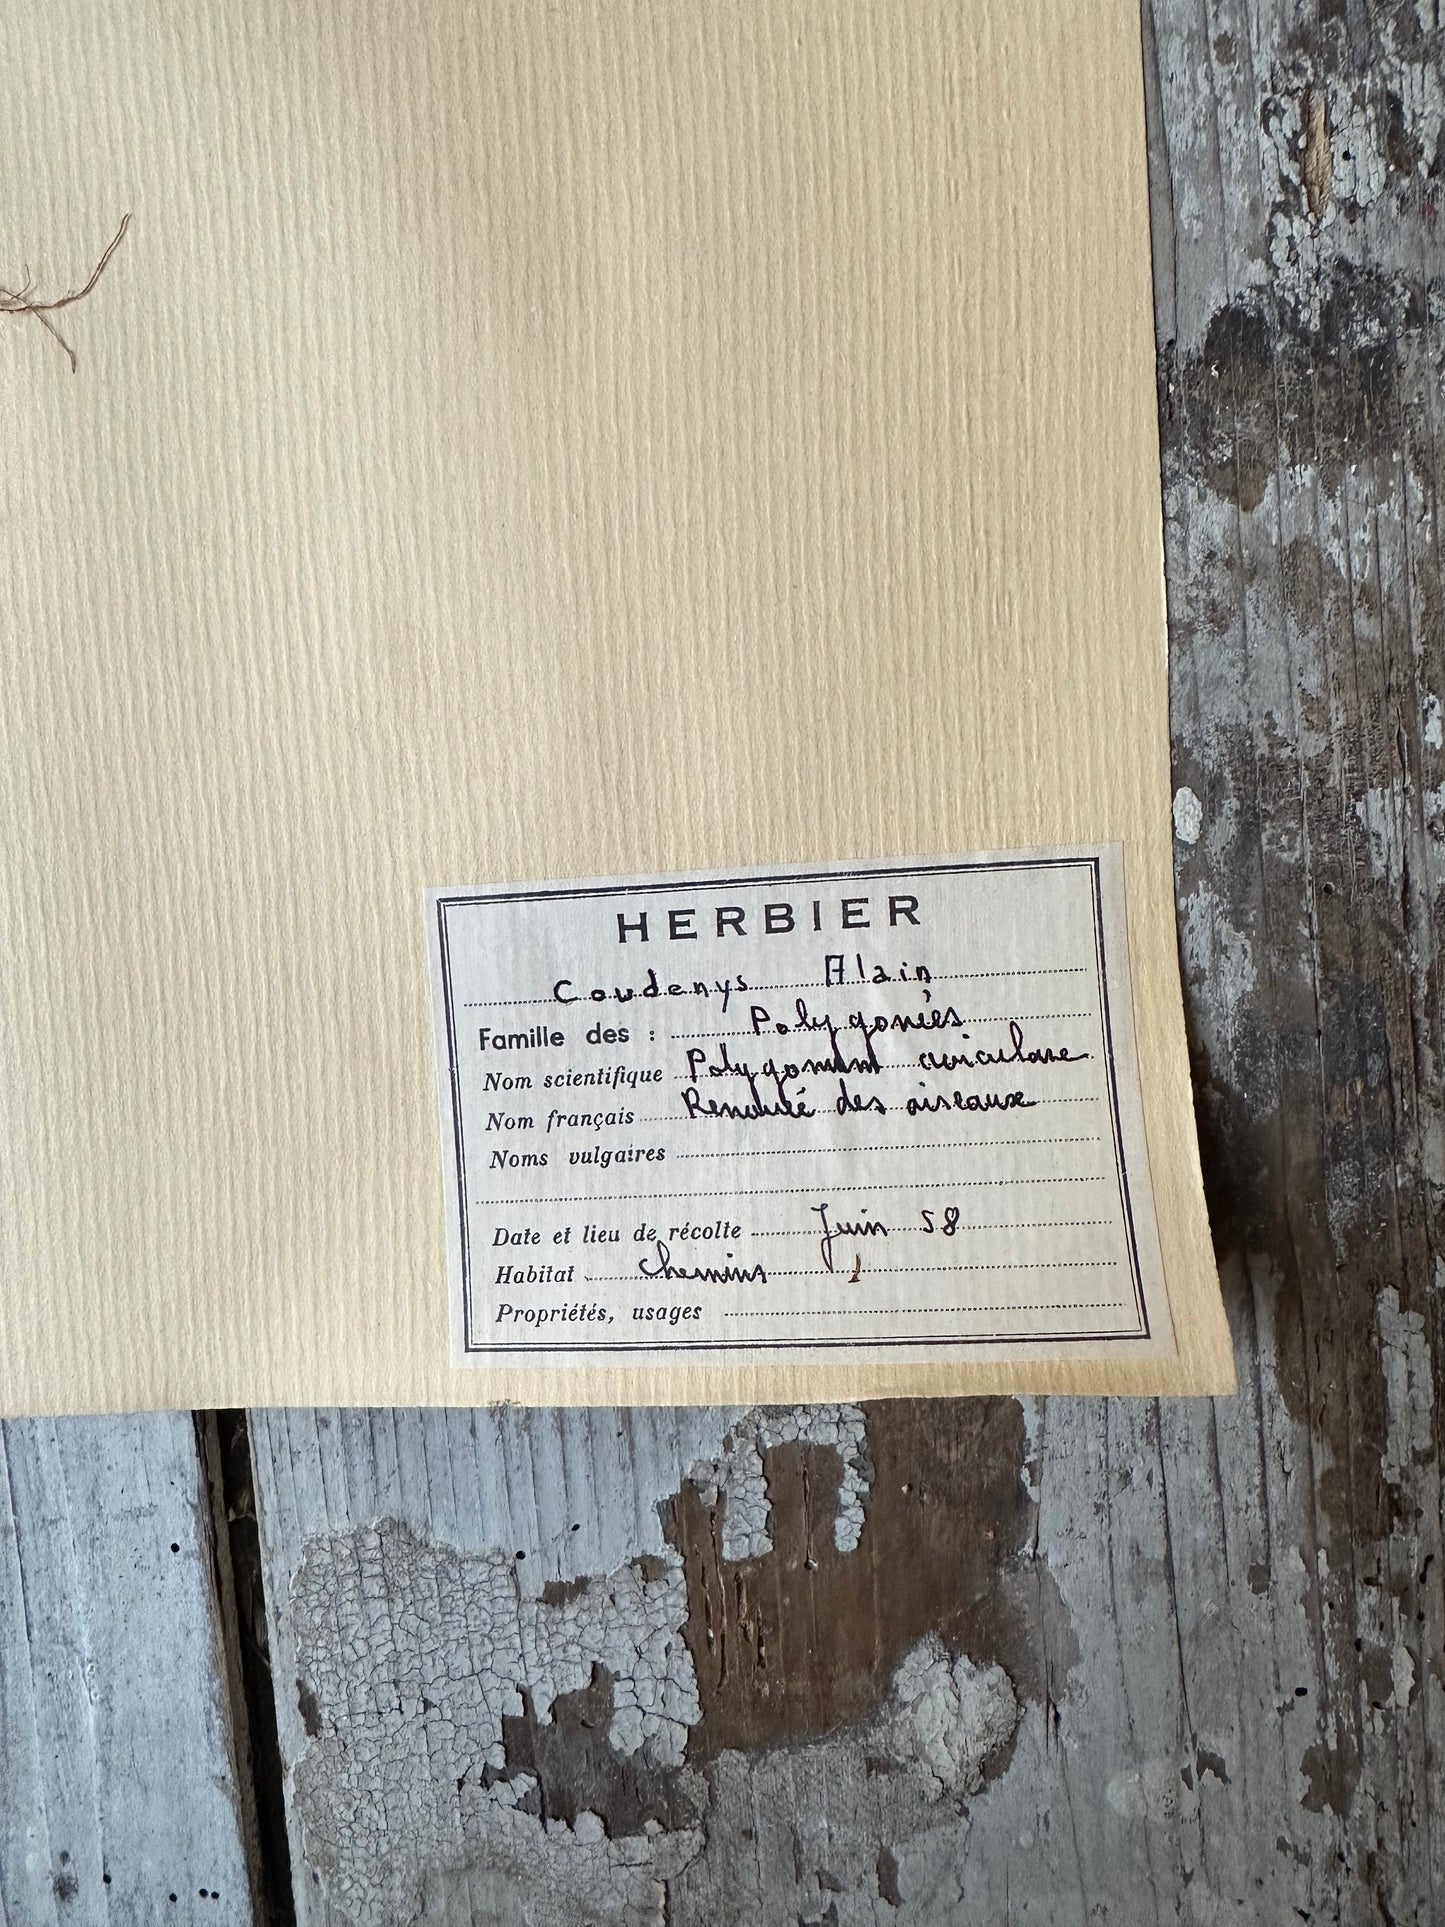 HERBIER
Coudenys Alain
Famille des : Polygonées
Nom scientifique Polygonum aviculare
Nom français Renouée des oiseaux
Noms vulgaires
Date et lieu de récolte Juin 58
Habitat chemins
Propriétés, usages